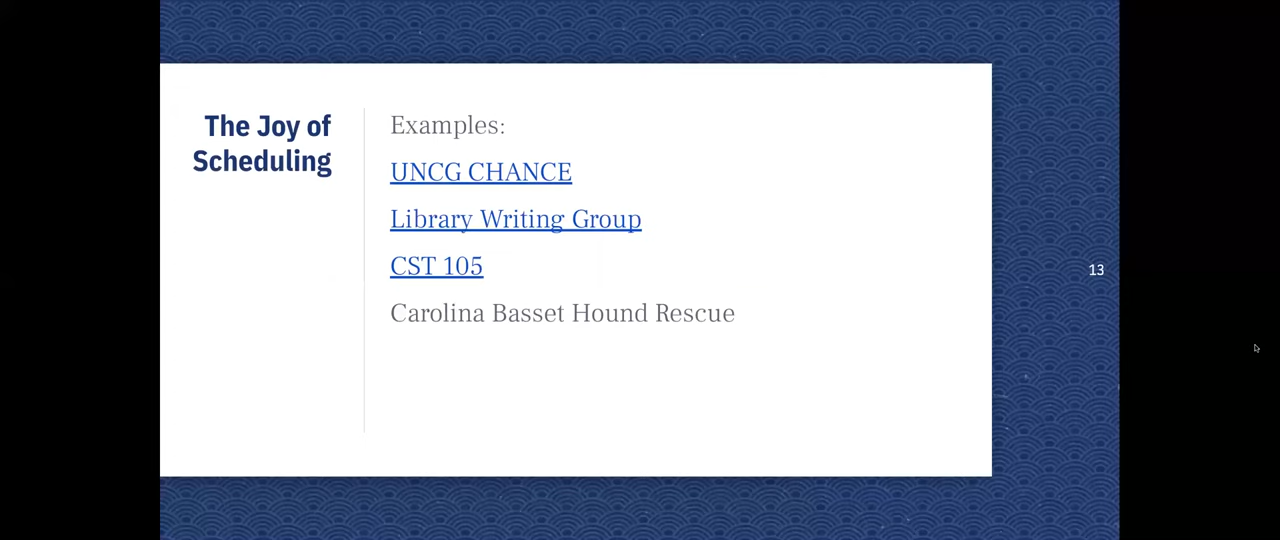 The Joy of
Scheduling
Examples:
UNCG CHANCE
Library Writing Group
CST 105
Carolina Basset Hound Rescue
13